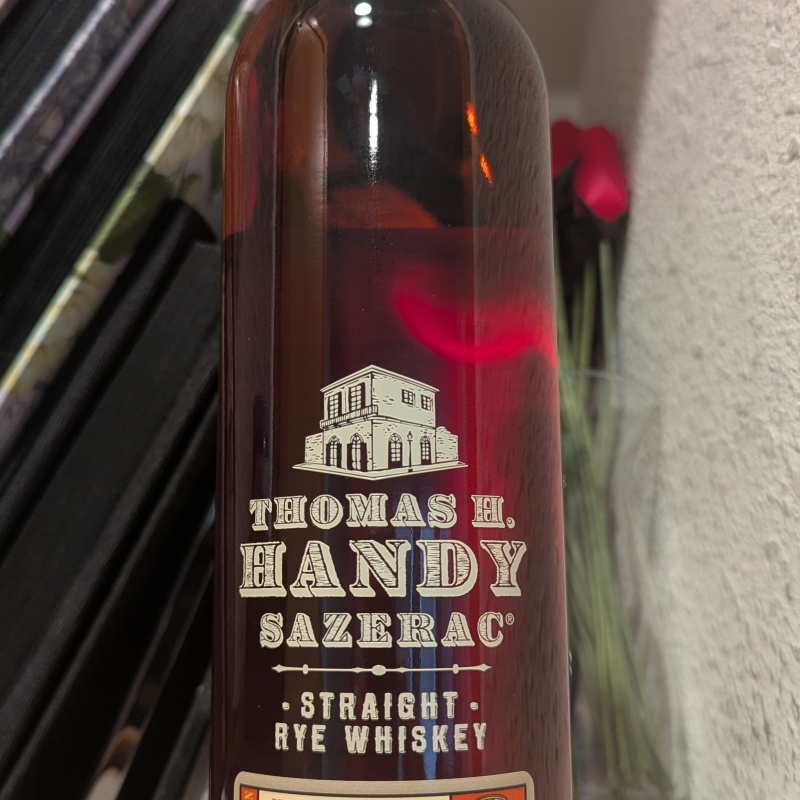 THOMAS H.
HANDY
SAZERAC®
· STRAIGHT ·
RYE WHISKEY